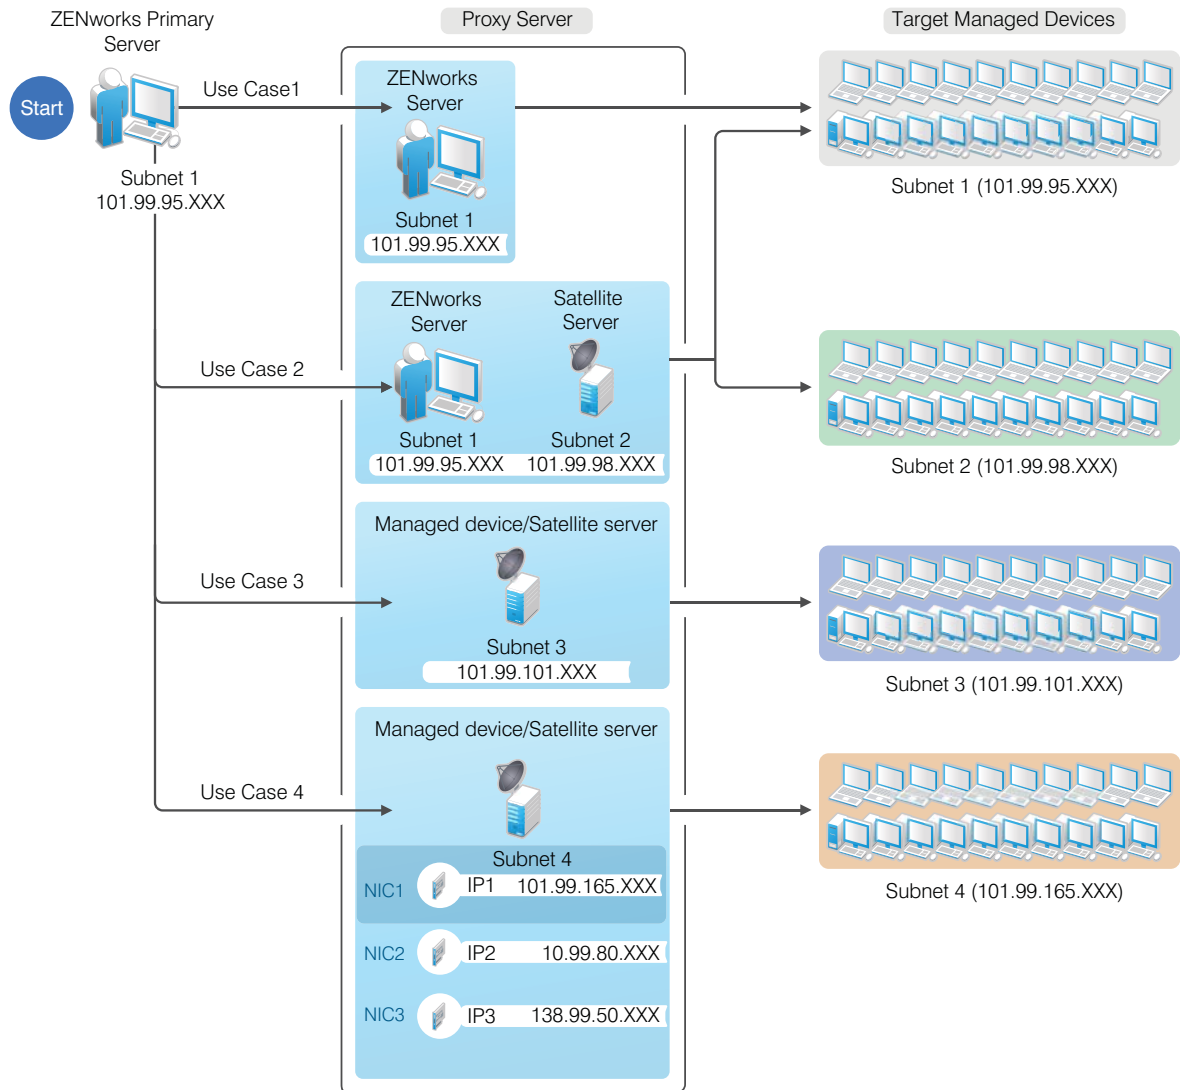 ZENworks Primary
Server
Proxy Server
Target Managed Devices
Start
Use Case1
Subnet 1
101.99.95.XXX
ZENworks
Server
Subnet 1
101.99.95.XXX
Subnet 1 (101.99.95.XXX)
Use Case 2
ZENworks
Server
Subnet 1
101.99.95.XXX
Satellite
Server
Subnet 2
101.99.98.XXX
Subnet 2 (101.99.98.XXX)
Use Case 3
Managed device/Satellite server
Subnet 3
101.99.101.XXX
Subnet 3 (101.99.101.XXX)
Use Case 4
Managed device/Satellite server
Subnet 4
NIC1 IP1 101.99.165.XXX
NIC2 IP2 10.99.80.XXX
NIC3 IP3 138.99.50.XXX
Subnet 4 (101.99.165.XXX)